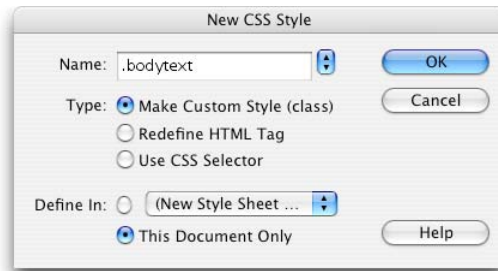 New CSS Style
Name: .bodytext OK
Type: Make Custom Style (class) Cancel
Redefine HTML Tag
Use CSS Selector
Define In: (New Style Sheet ...
This Document Only Help